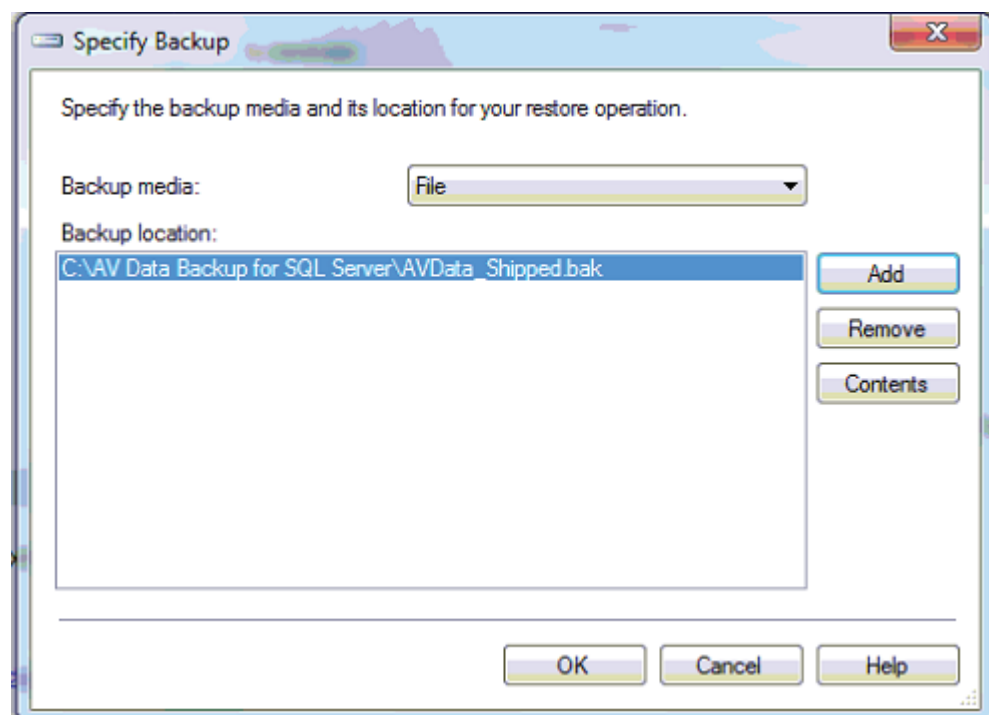 Specify Backup
Specify the backup media and its location for your restore operation.
Backup media:
File
Backup location:
C:\AV Data Backup for SQL Server\AVData_Shipped.bak
Add
Remove
Contents
OK
Cancel
Help